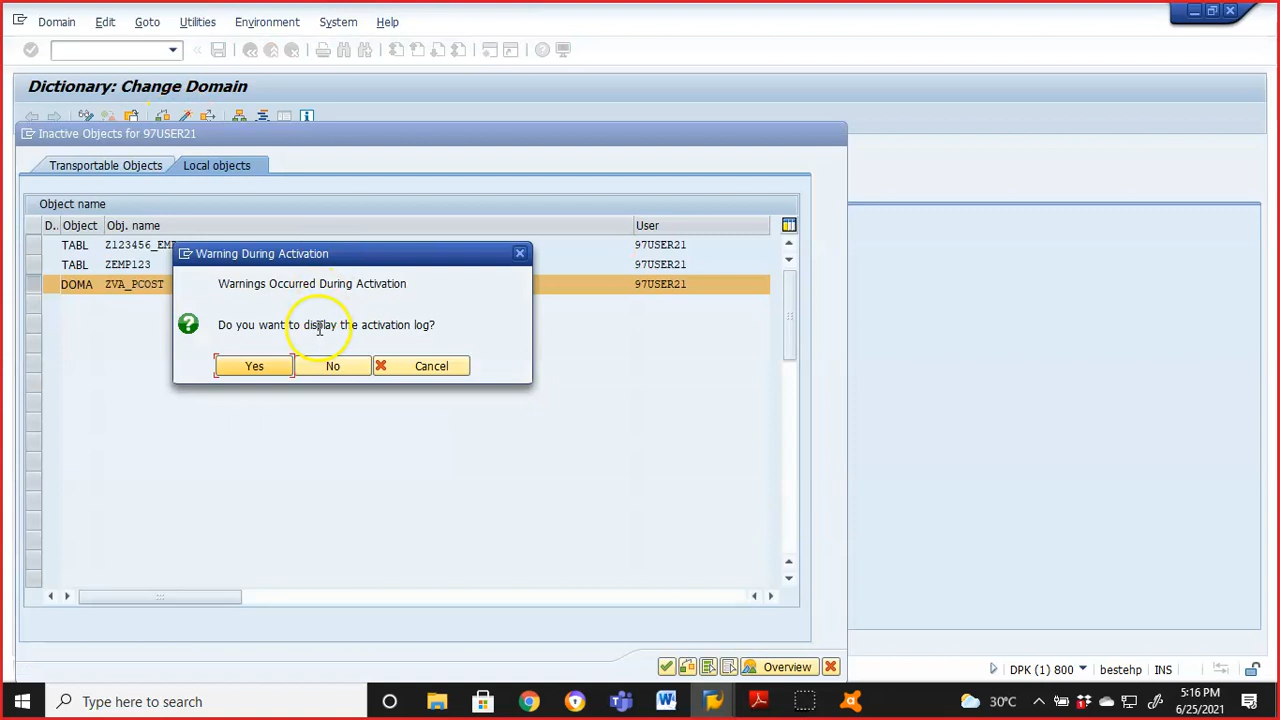 Domain Edit Goto Utilities Environment System Help
Dictionary: Change Domain
Inactive Objects for 97USER21
Transportable Objects Local objects
Object name
D.. Object Obj. name User
TABL Z123456_EMP 97USER21
TABL ZEMP123 97USER21
DOMA ZVA_PCOST 97USER21
Warning During Activation
Warnings Occurred During Activation
Do you want to display the activation log?
Yes No Cancel
Overview
DPK (1) 800 bestehp INS
Type here to search
30°C
5:16 PM
6/25/2021